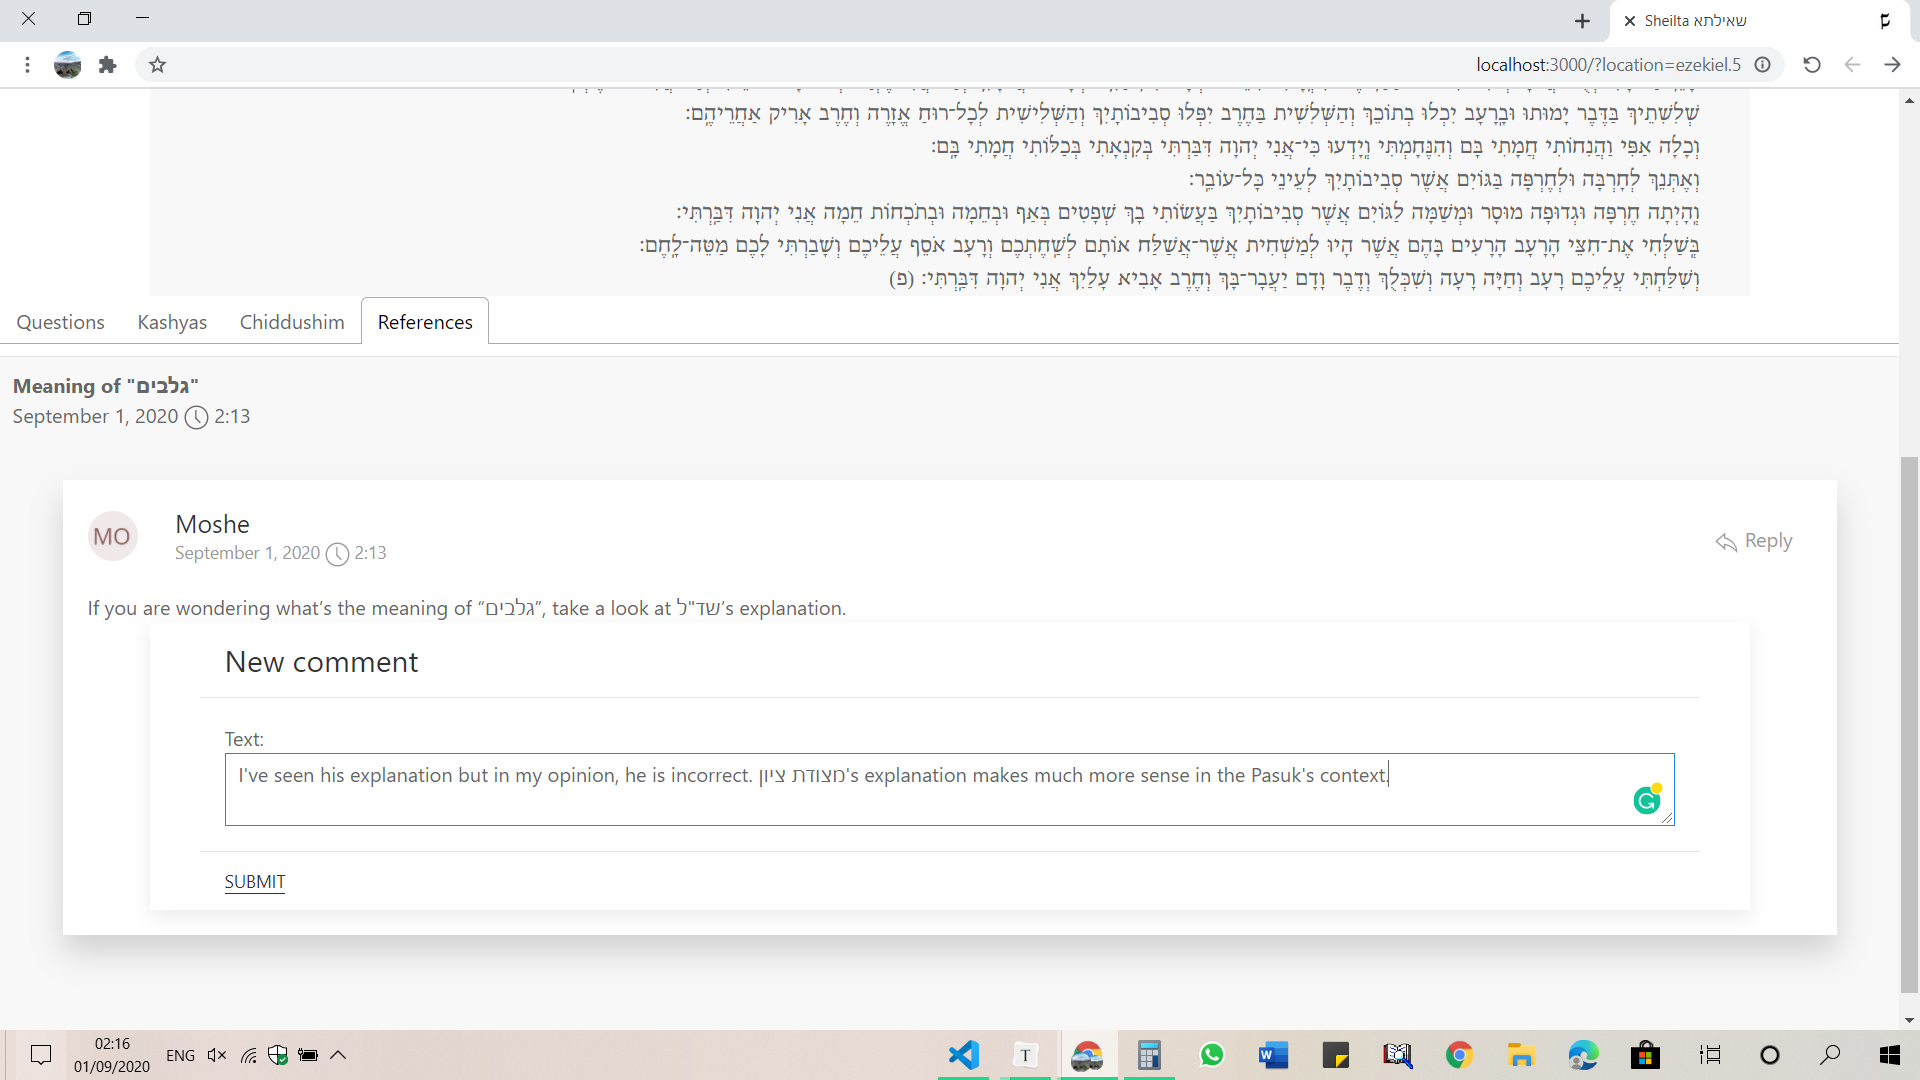 Sheilta שאילתא
localhost:3000/?location=ezekiel.5
שְׁלִשִׁתֵיךְ בַּדֶּבֶר יָמוּתוּ וּבָרָעָב יִכְלוּ בְתוֹכֵךְ וְהַשְּׁלִשִׁית בַּחֶרֶב יִפְּלוּ סְבִיבוֹתָיִךְ וְהַשְּׁלִישִׁית לְכָל־רוּחַ אֱזָרֶה וְחֶרֶב אָרִיק אַחֲרֵיהֶם׃
וְכָלָה אַפִּי וַהֲנִחוֹתִי חֲמָתִי בָּם וְהִנֶּחָמְתִּי וְיָדְעוּ כִּי־אֲנִי יְהוָה דִּבַּרְתִּי בְּקִנְאָתִי בְּכַלּוֹתִי חֲמָתִי בָּם׃
וְאֶתְּנֵךְ לְחָרְבָּה וּלְחֶרְפָּה בַּגּוֹיִם אֲשֶׁר סְבִיבוֹתָיִךְ לְעֵינֵי כָּל־עוֹבֵר׃
וְהָיְתָה חֶרְפָּה וּגְדוּפָה מוּסָר וּמְשַׁמָּה לַגּוֹיִם אֲשֶׁר סְבִיבוֹתָיִךְ בַּעֲשׂוֹתִי בָךְ שְׁפָטִים בְּאַף וּבְחֵמָה וּבְתֹכְחוֹת חֵמָה אֲנִי יְהוָה דִּבַּרְתִּי׃
בְּשַׁלְּחִי אֶת־חִצֵּי הָרָעָב הָרָעִים בָּהֶם אֲשֶׁר הָיוּ לְמַשְׁחִית אֲשֶׁר־אֲשַׁלַּח אוֹתָם לְשַׁחֶתְכֶם וְרָעָב אֹסֵף עֲלֵיכֶם וְשָׁבַרְתִּי לָכֶם מַטֵּה־לָחֶם׃
וְשִׁלַּחְתִּי עֲלֵיכֶם רָעָב וְחַיָּה רָעָה וְשִׁכְּלֻךְ וְדֶבֶר וָדָם יַעֲבָר־בָּךְ וְחֶרֶב אָבִיא עָלַיִךְ אֲנִי יְהוָה דִּבַּרְתִּי׃ (פ)
Questions Kashyas Chiddushim References
Meaning of "גלבים"
September 1, 2020 2:13
MO
Moshe
September 1, 2020 2:13
Reply
If you are wondering what’s the meaning of “גלבים”, take a look at שד"ל’s explanation.
New comment
Text:
I've seen his explanation but in my opinion, he is incorrect. מצודת ציון's explanation makes much more sense in the Pasuk's context.
SUBMIT
02:16
01/09/2020
ENG